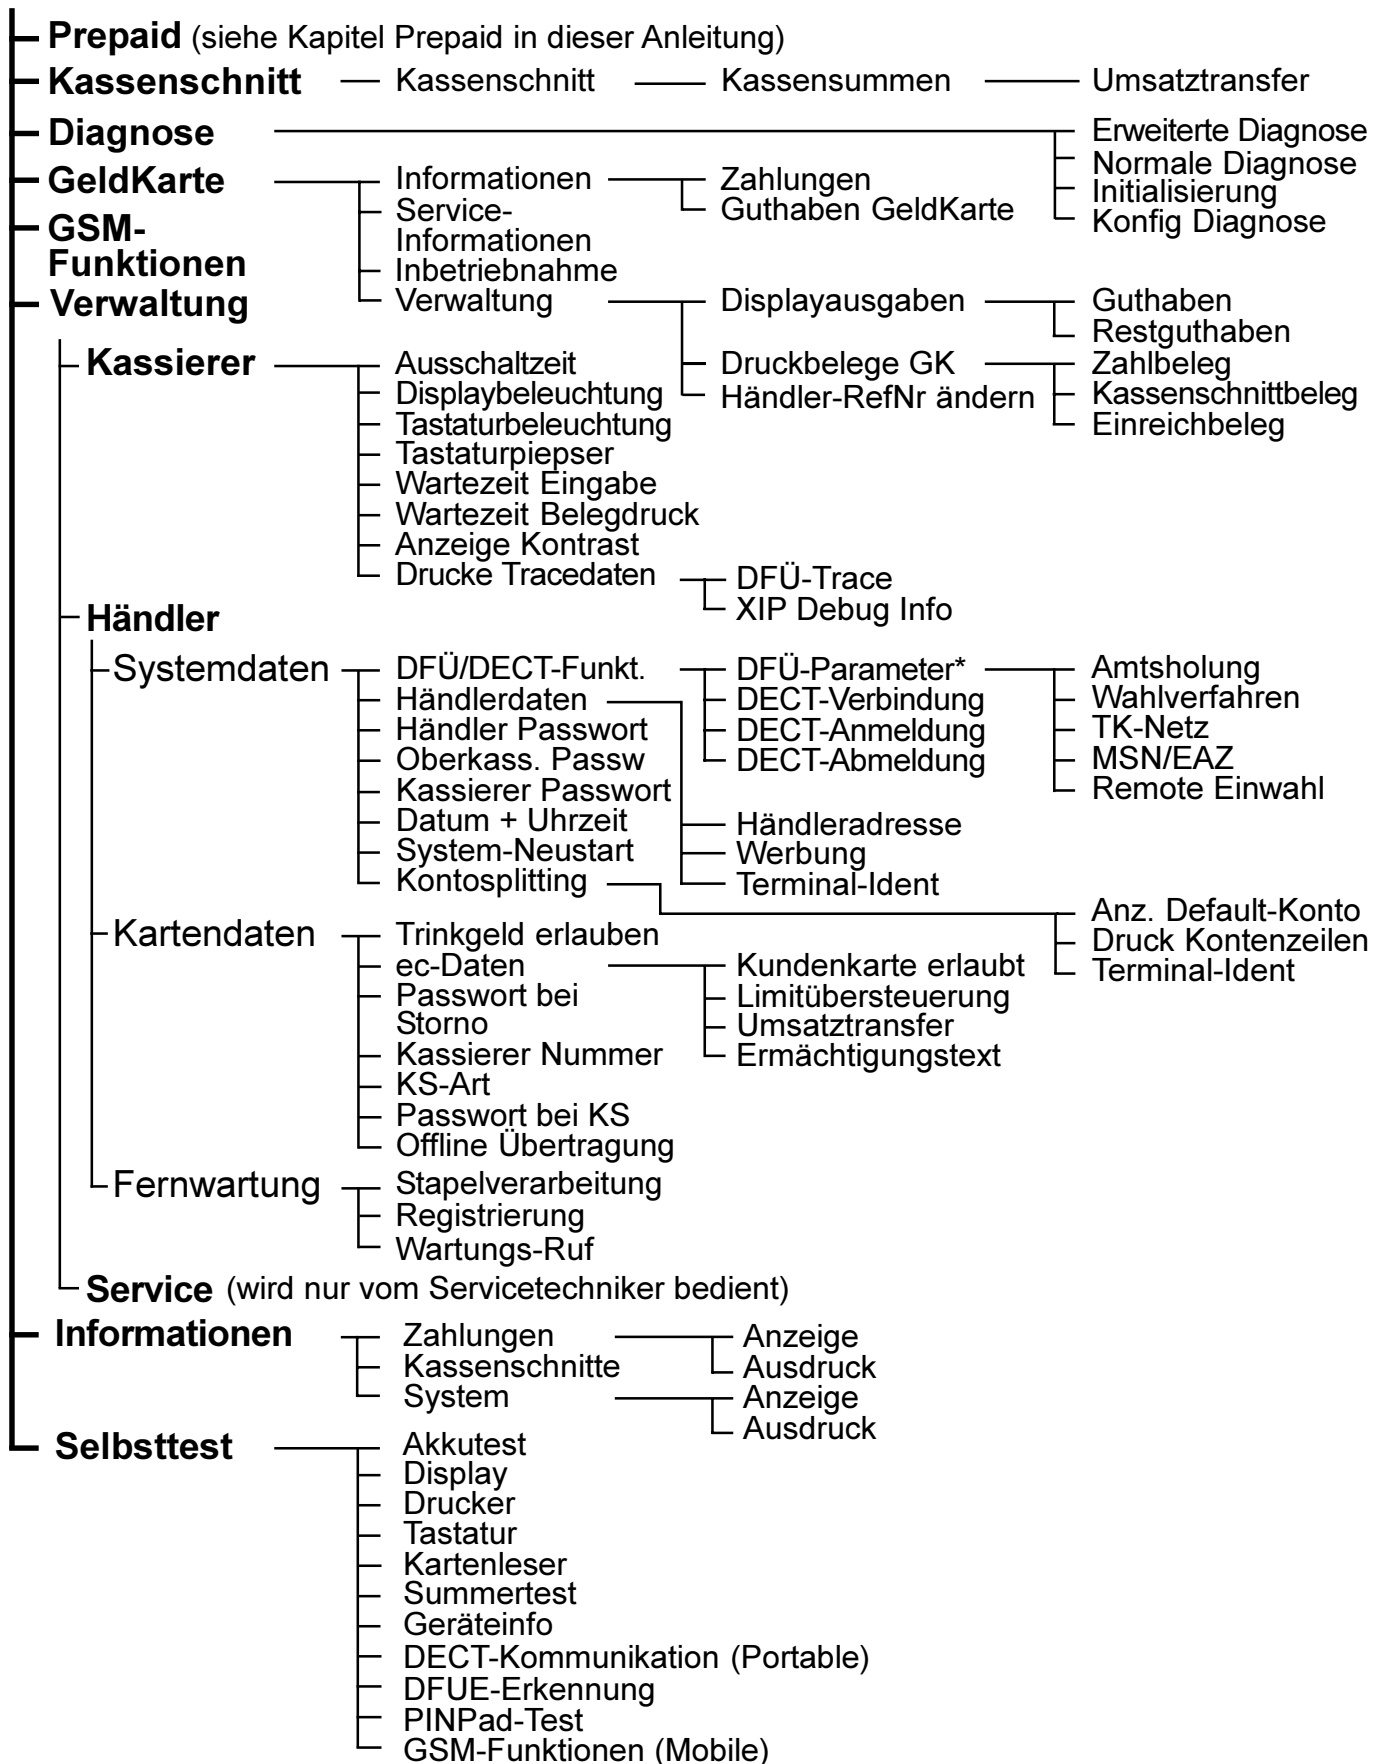 Prepaid (siehe Kapitel Prepaid in dieser Anleitung)
Kassenschnitt Kassenschnitt Kassensummen Umsatztransfer
Diagnose Erweiterte Diagnose
Normale Diagnose
Initialisierung
Konfig Diagnose
GeldKarte Informationen Zahlungen
Guthaben GeldKarte
Service-
Informationen
Inbetriebnahme
Verwaltung Displayausgaben Guthaben
Restguthaben
Druckbelege GK Zahlbeleg
Kassenschnittbeleg
Einreichbeleg
Händler-RefNr ändern
GSM-
Funktionen
Verwaltung
Kassierer Ausschaltzeit
Displaybeleuchtung
Tastaturbeleuchtung
Tastaturpiepser
Wartezeit Eingabe
Wartezeit Belegdruck
Anzeige Kontrast
Drucke Tracedaten DFÜ-Trace
XIP Debug Info
Händler
Systemdaten DFÜ/DECT-Funkt. DFÜ-Parameter* Amtsholung
Wahlverfahren
TK-Netz
MSN/EAZ
Remote Einwahl
DECT-Verbindung
DECT-Anmeldung
DECT-Abmeldung
Händlerdaten
Händleradresse
Werbung
Terminal-Ident
Händler Passwort
Oberkass. Passw
Kassierer Passwort
Datum + Uhrzeit
System-Neustart
Kontosplitting
Anz. Default-Konto
Druck Kontenzeilen
Terminal-Ident
Kartendaten Trinkgeld erlauben
ec-Daten Kundenkarte erlaubt
Limitübersteuerung
Umsatztransfer
Ermächtigungstext
Passwort bei
Storno
Kassierer Nummer
KS-Art
Passwort bei KS
Offline Übertragung
Fernwartung Stapelverarbeitung
Registrierung
Wartungs-Ruf
Service (wird nur vom Servicetechniker bedient)
Informationen Zahlungen Anzeige
Ausdruck
Kassenschnitte
System Anzeige
Ausdruck
Selbsttest Akkutest
Display
Drucker
Tastatur
Kartenleser
Summertest
Geräteinfo
DECT-Kommunikation (Portable)
DFUE-Erkennung
PINPad-Test
GSM-Funktionen (Mobile)